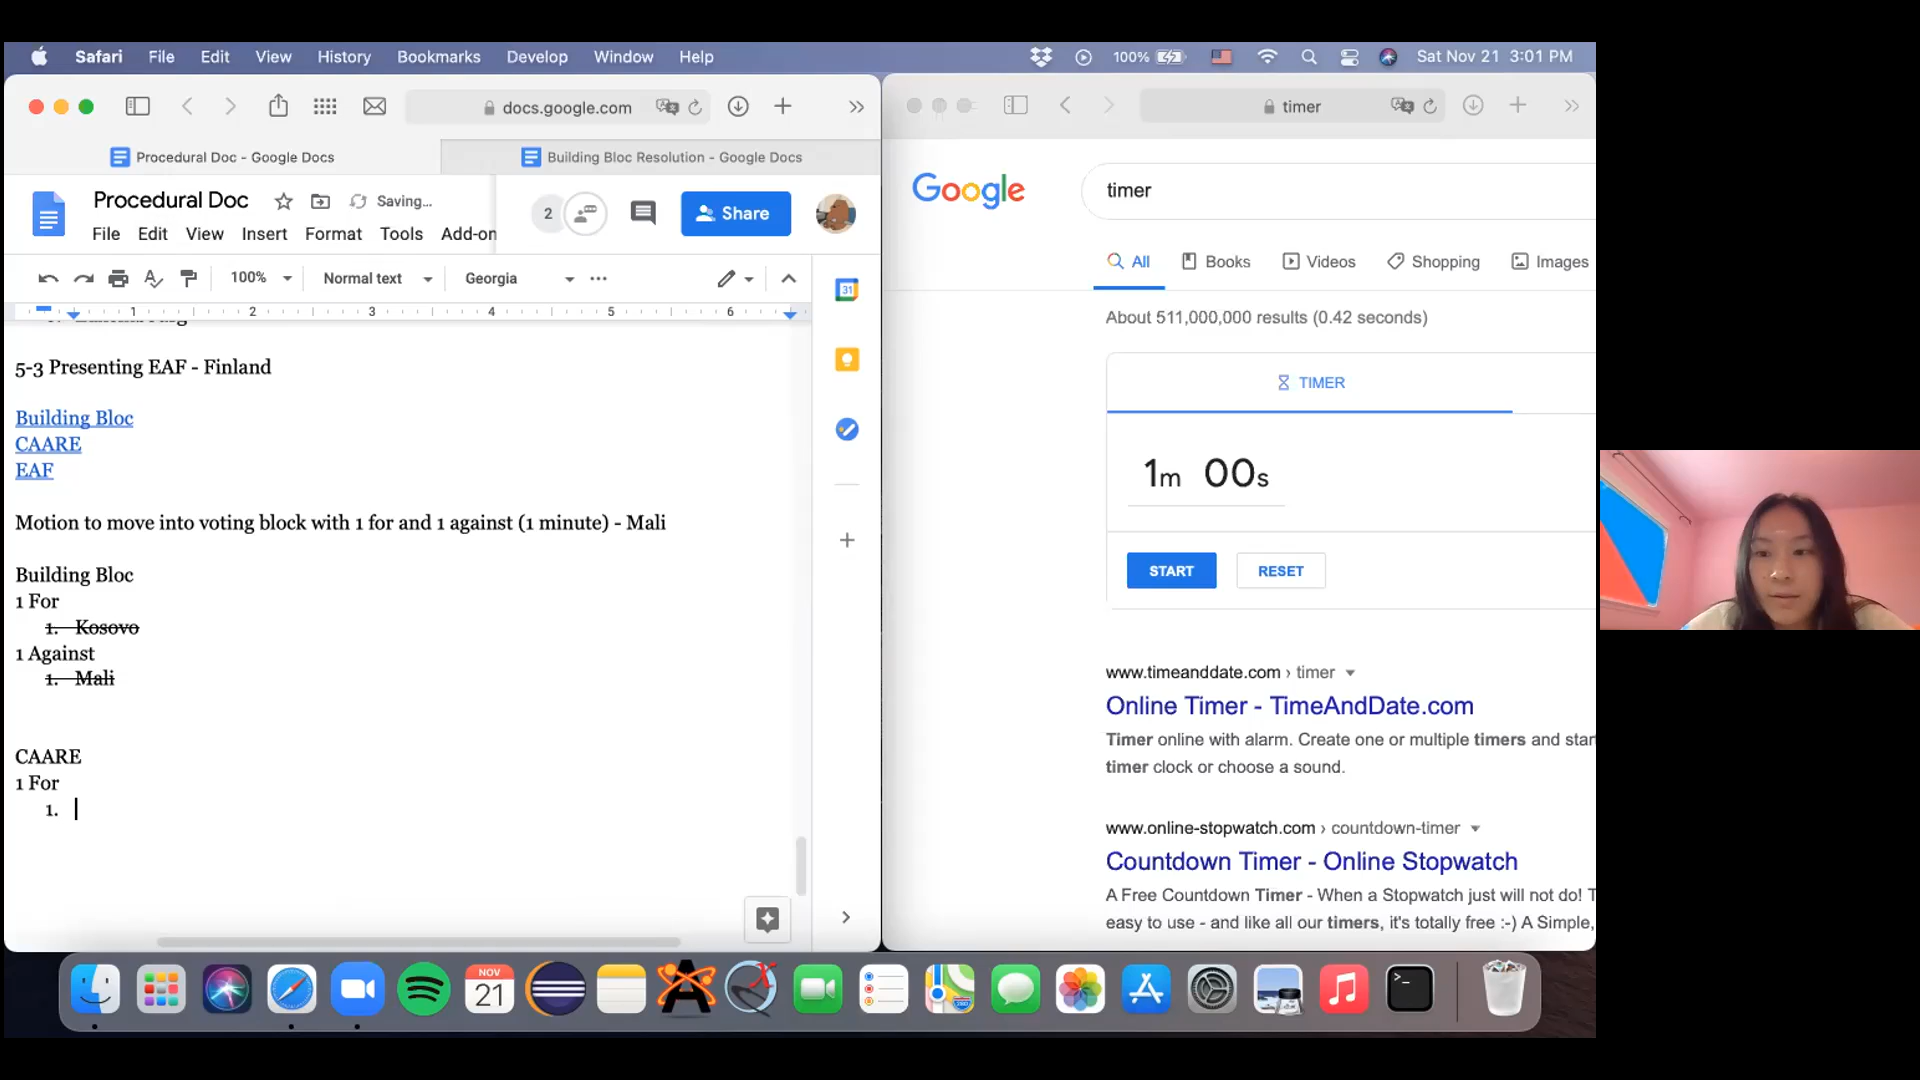 Safari File Edit View History Bookmarks Develop Window Help 100% Sat Nov 21 3:01 PM
docs.google.com
timer
Procedural Doc - Google Docs
Building Bloc Resolution - Google Docs
Procedural Doc Saving...
2
Share
File Edit View Insert Format Tools Add-on
100% Normal text Georgia
1 2 3 4 5 6
31
5-3 Presenting EAF - Finland
Building Bloc
CAARE
EAF
Motion to move into voting block with 1 for and 1 against (1 minute) - Mali
Building Bloc
1 For
1. Kosovo
1 Against
1. Mali
CAARE
1 For
1.
Google
timer
All Books Videos Shopping Images
About 511,000,000 results (0.42 seconds)
TIMER
1m 00s
START RESET
www.timeanddate.com › timer
Online Timer - TimeAndDate.com
Timer online with alarm. Create one or multiple timers and star
timer clock or choose a sound.
www.online-stopwatch.com › countdown-timer
Countdown Timer - Online Stopwatch
A Free Countdown Timer - When a Stopwatch just will not do! T
easy to use - and like all our timers, it's totally free :-) A Simple,
NOV
21